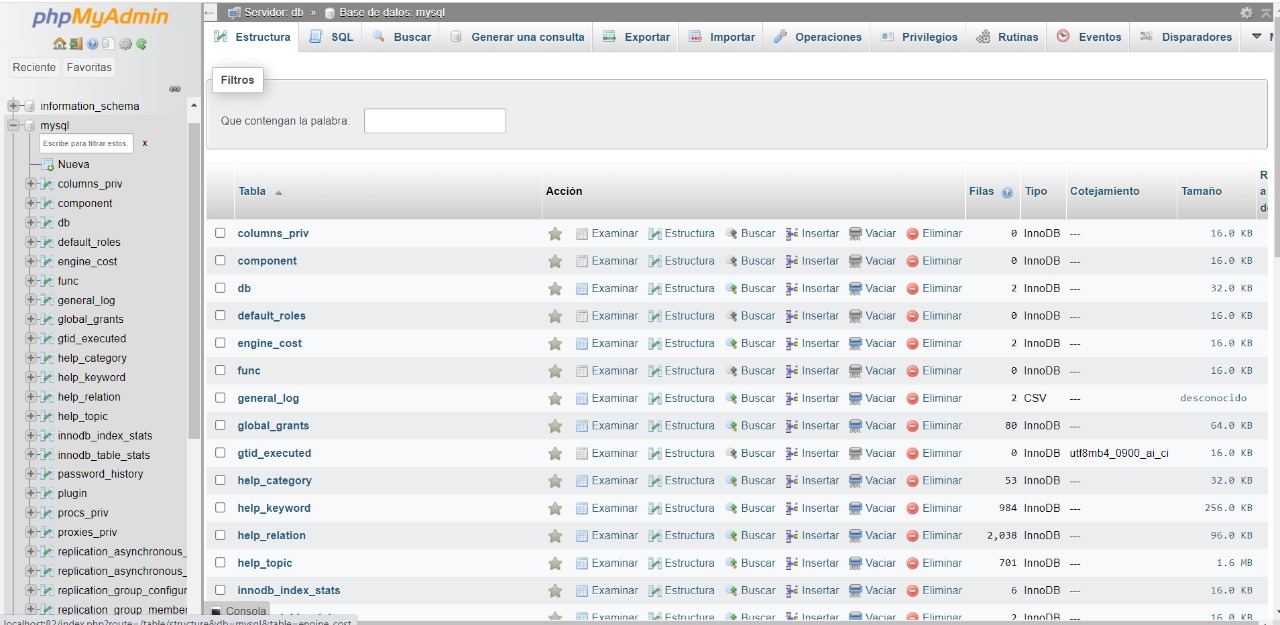 phpMyAdmin
Reciente Favoritas
information_schema
mysql
Escribe para filtrar estos, x
Nueva
columns_priv
component
db
default_roles
engine_cost
func
general_log
global_grants
gtid_executed
help_category
help_keyword
help_relation
help_topic
innodb_index_stats
innodb_table_stats
password_history
plugin
procs_priv
proxies_priv
replication_asynchronous_
replication_asynchronous_
replication_group_configur
replication_group_member
Servidor: db » Base de datos: mysql
Estructura SQL Buscar Generar una consulta Exportar Importar Operaciones Privilegios Rutinas Eventos Disparadores
Filtros
Que contengan la palabra:
Tabla Acción Filas Tipo Cotejamiento Tamaño
columns_priv Examinar Estructura Buscar Insertar Vaciar Eliminar 0 InnoDB --- 16.0 KB
component Examinar Estructura Buscar Insertar Vaciar Eliminar 0 InnoDB --- 16.0 KB
db Examinar Estructura Buscar Insertar Vaciar Eliminar 2 InnoDB --- 32.0 KB
default_roles Examinar Estructura Buscar Insertar Vaciar Eliminar 0 InnoDB --- 16.0 KB
engine_cost Examinar Estructura Buscar Insertar Vaciar Eliminar 2 InnoDB --- 16.0 KB
func Examinar Estructura Buscar Insertar Vaciar Eliminar 0 InnoDB --- 16.0 KB
general_log Examinar Estructura Buscar Insertar Vaciar Eliminar 2 CSV --- desconocido
global_grants Examinar Estructura Buscar Insertar Vaciar Eliminar 80 InnoDB --- 64.0 KB
gtid_executed Examinar Estructura Buscar Insertar Vaciar Eliminar 0 InnoDB utf8mb4_0900_ai_ci 16.0 KB
help_category Examinar Estructura Buscar Insertar Vaciar Eliminar 53 InnoDB --- 32.0 KB
help_keyword Examinar Estructura Buscar Insertar Vaciar Eliminar 984 InnoDB --- 256.0 KB
help_relation Examinar Estructura Buscar Insertar Vaciar Eliminar 2,038 InnoDB --- 96.0 KB
help_topic Examinar Estructura Buscar Insertar Vaciar Eliminar 701 InnoDB --- 1.6 MB
innodb_index_stats Examinar Estructura Buscar Insertar Vaciar Eliminar 6 InnoDB --- 16.0 KB
Examinar Estructura Buscar Insertar Vaciar Eliminar 2 InnoDB --- 16.0 KB
Consola
localhost:82/index.php?route=/table/structure&db=mysql&table=engine_cost